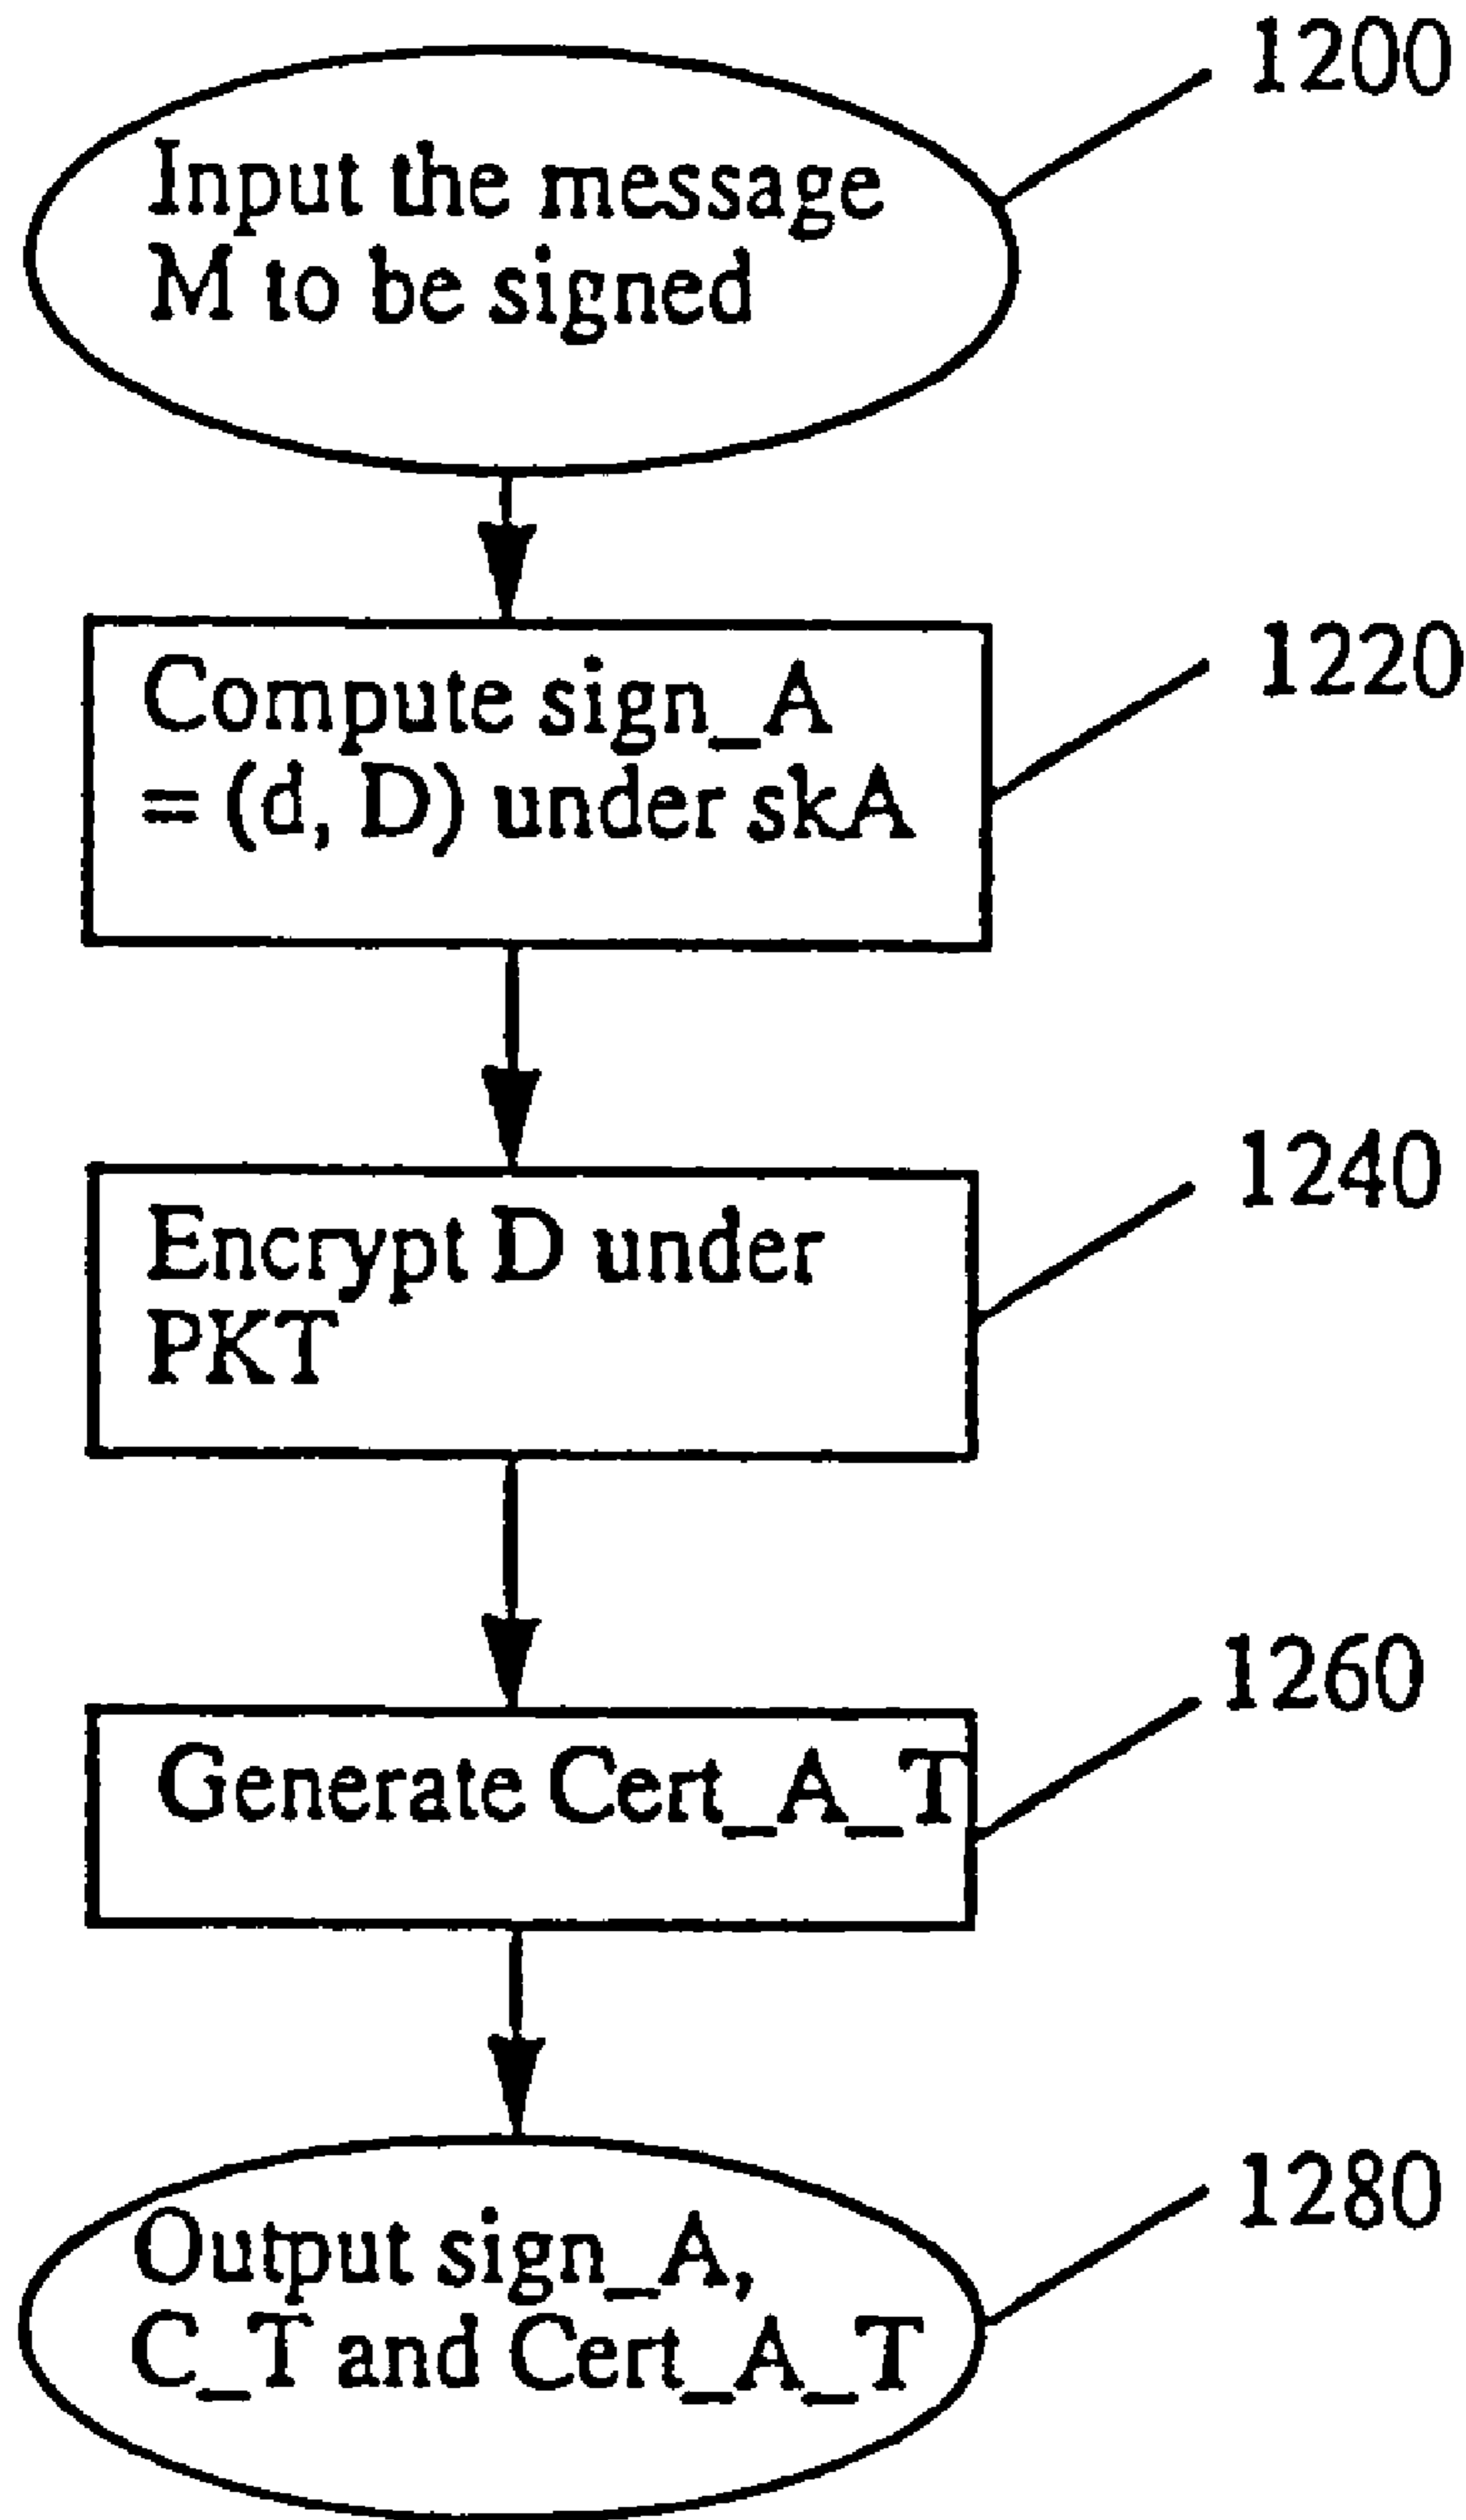 1200
Input the message
M to be signed
1220
Compute sign_A
= (d, D) under skA
1240
Encrypt D under
PKT
1260
Generate Cert_A_T
1280
Output sign_A,
C_T and Cert_A_T